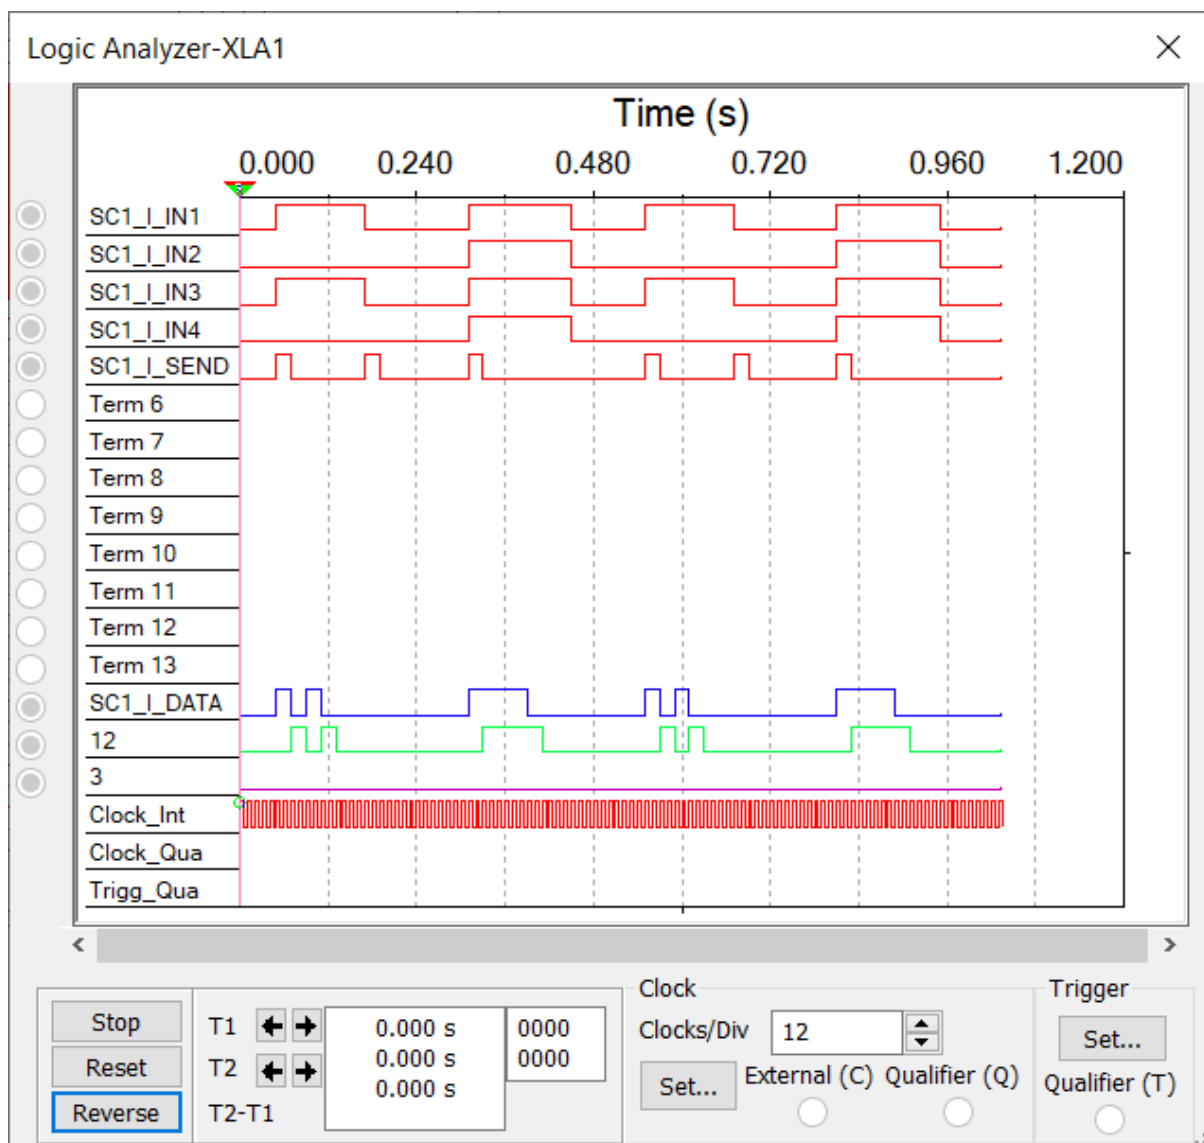 Logic Analyzer-XLA1
Time (s)
0.000 0.240 0.480 0.720 0.960 1.200
SC1_I_IN1
SC1_I_IN2
SC1_I_IN3
SC1_I_IN4
SC1_I_SEND
Term 6
Term 7
Term 8
Term 9
Term 10
Term 11
Term 12
Term 13
SC1_I_DATA
12
3
Clock_Int
Clock_Qua
Trigg_Qua
Stop
Reset
Reverse
T1
T2
T2-T1
0.000 s
0.000 s
0.000 s
0000
0000
Clock
Clocks/Div 12
Set...
External (C) Qualifier (Q)
Trigger
Set...
Qualifier (T)